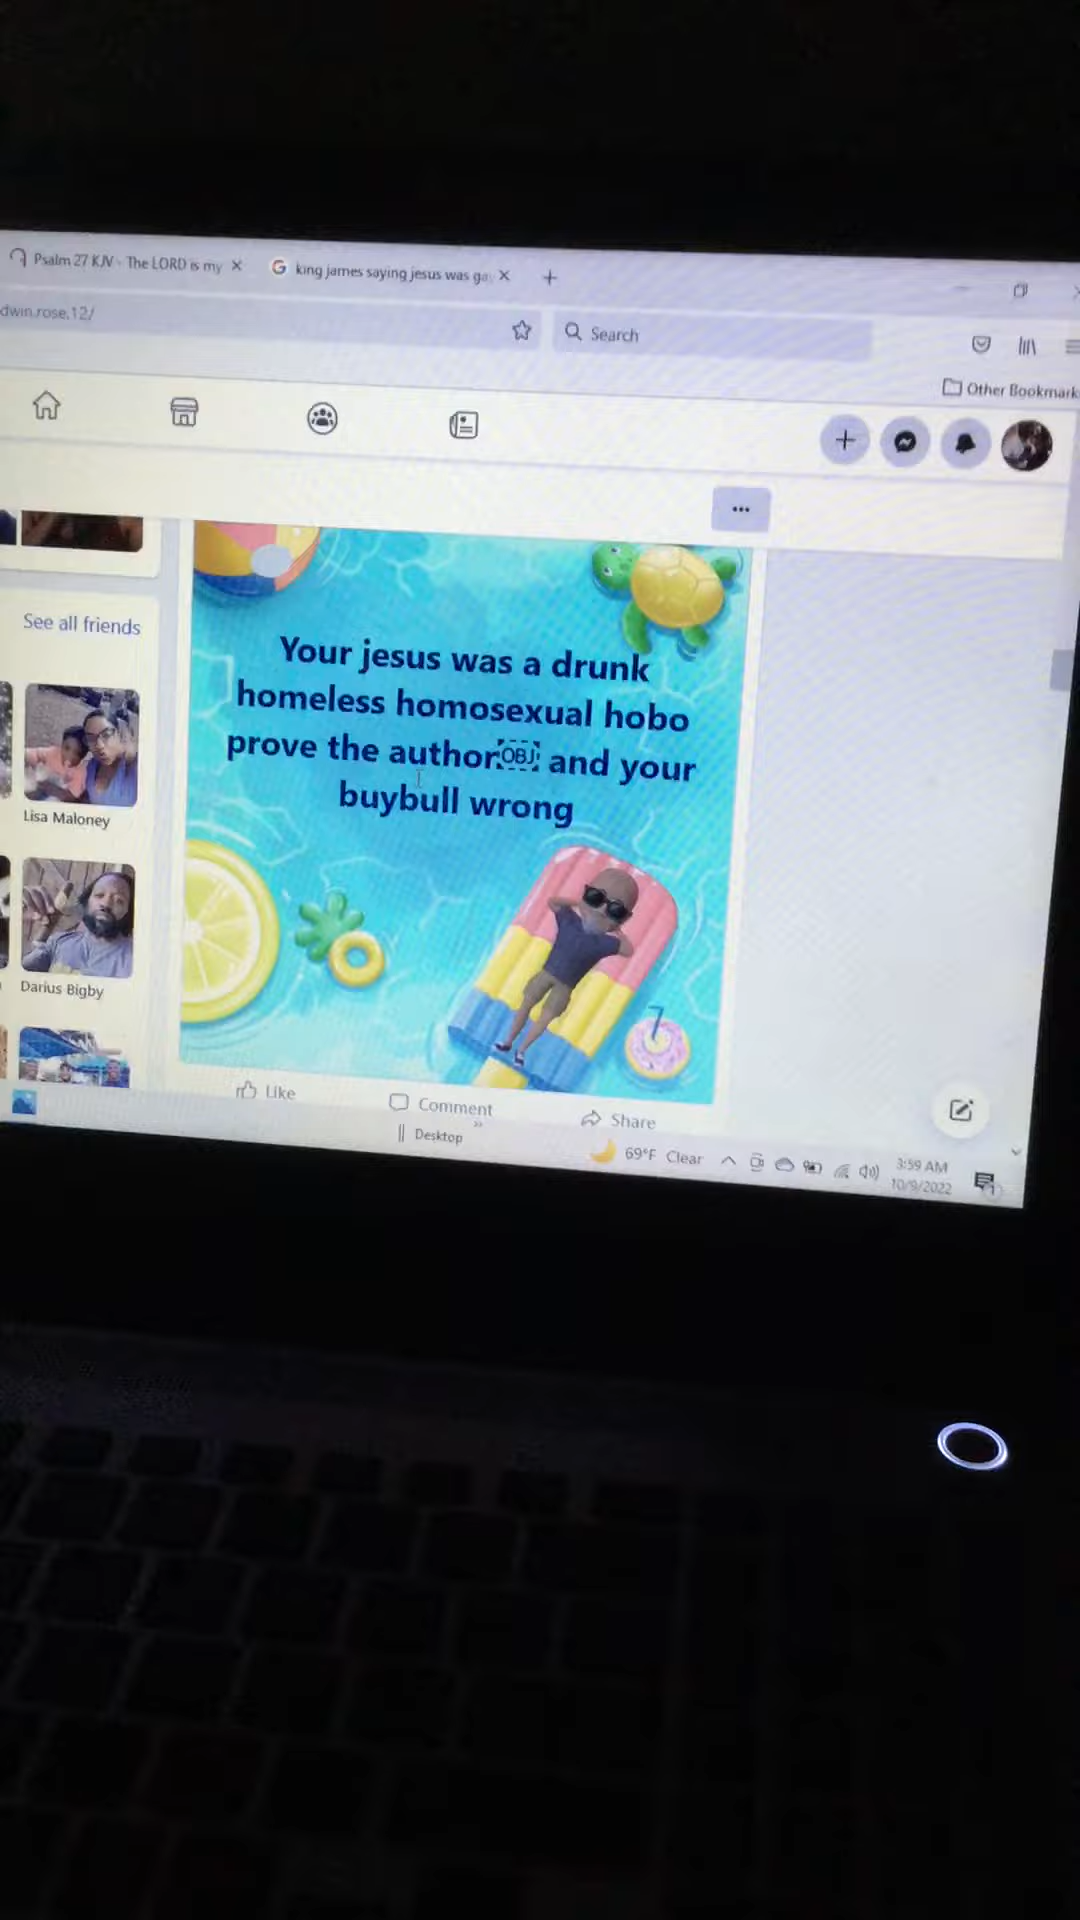 Psalm 27 KJV - The LORD is my
king james saying jesus was ga
dwin.rose.12/
Search
Other Bookmark
See all friends
Your jesus was a drunk
homeless homosexual hobo
prove the author OBJ and your
buybull wrong
Lisa Maloney
Darius Bigby
Like
Comment
Share
Desktop
69°F Clear
3:59 AM
10/9/2022